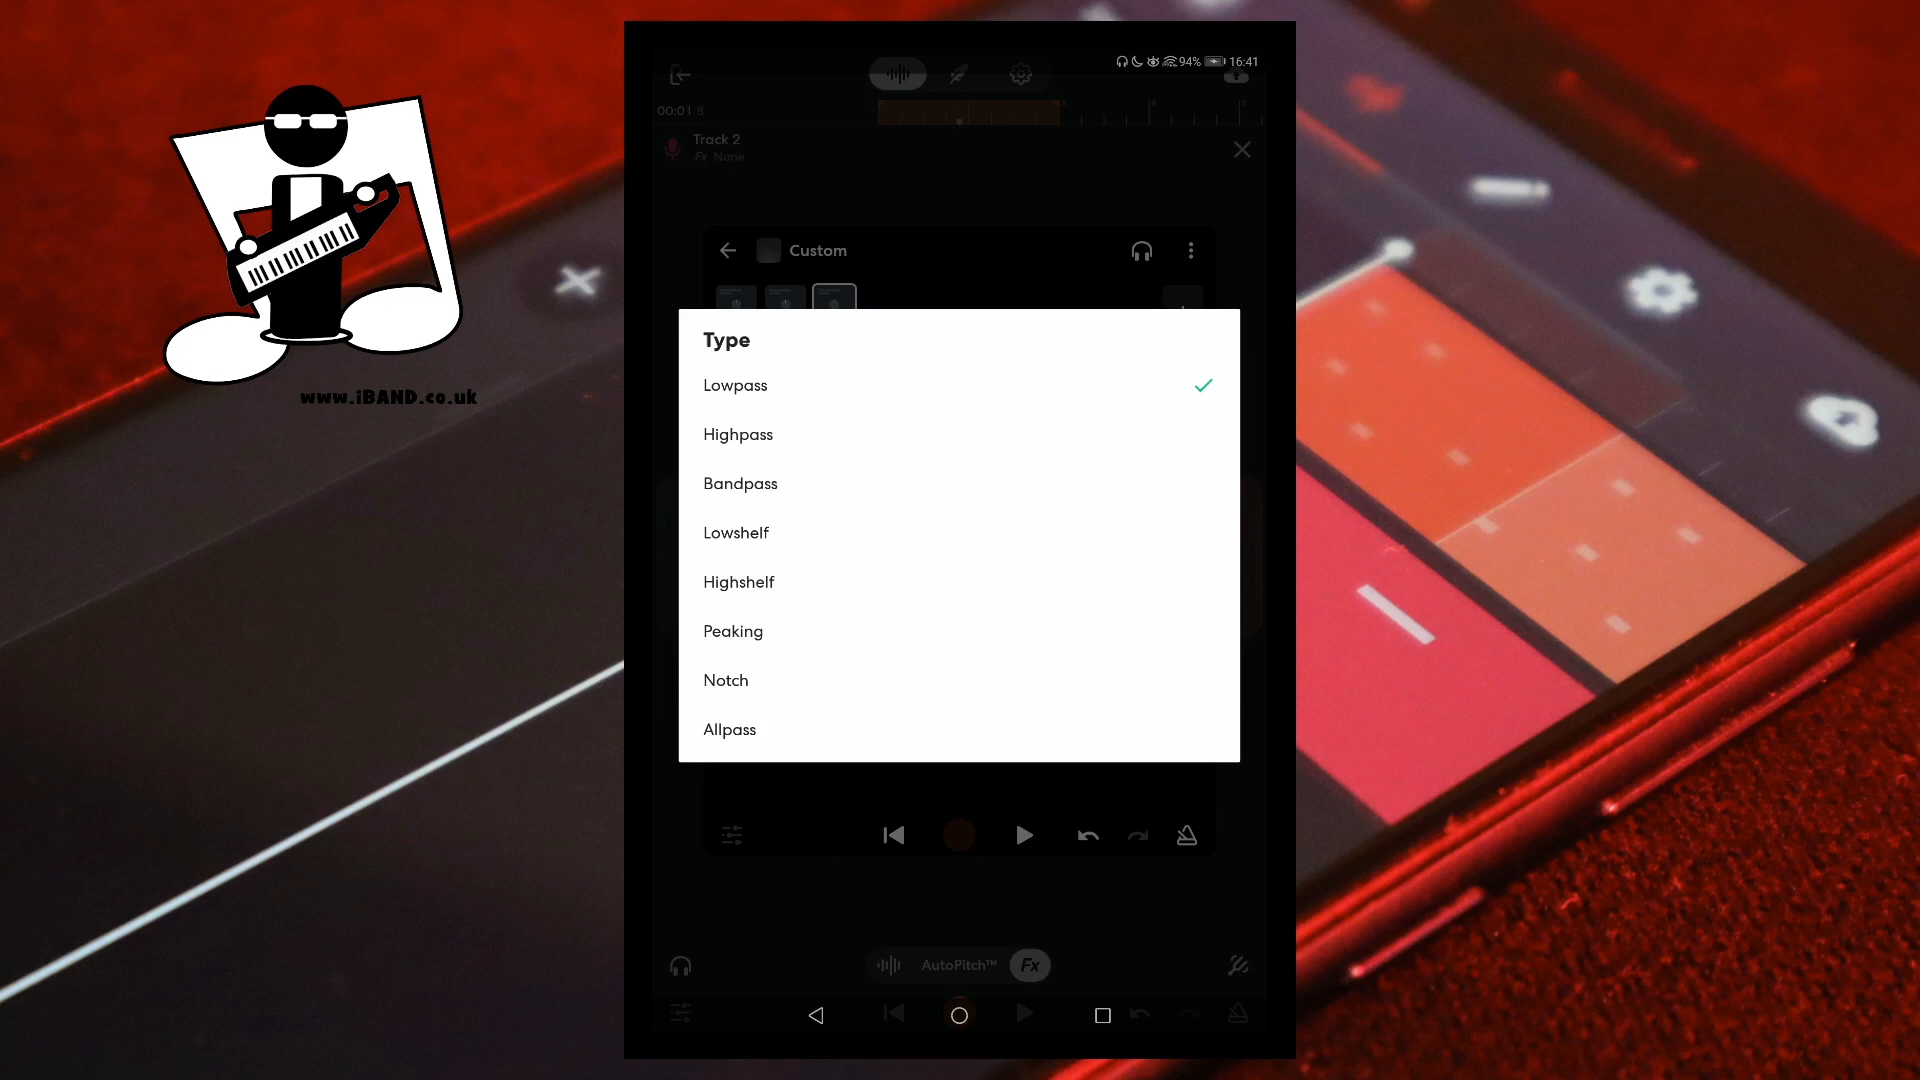 94% 16:41
00:01.8
Track 2
Fx None
Custom
Type
Lowpass
Highpass
Bandpass
Lowshelf
Highshelf
Peaking
Notch
Allpass
AutoPitch™ Fx
www.iBAND.co.uk